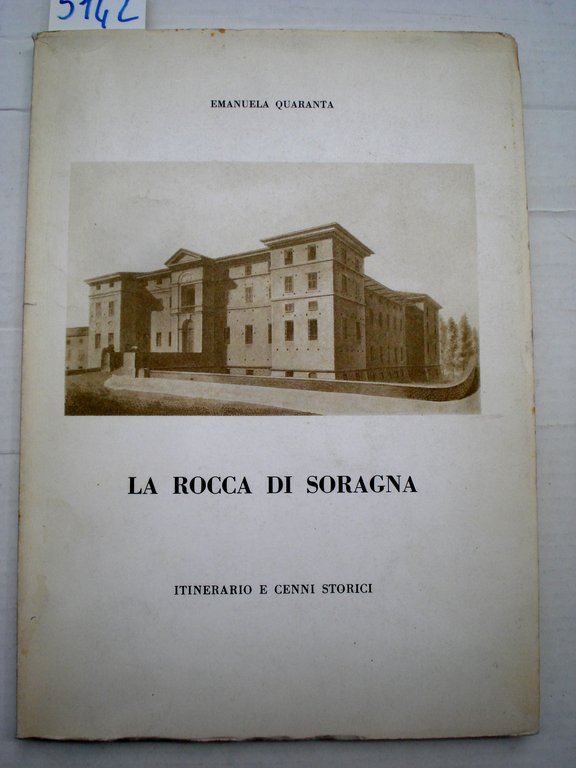 5142
EMANUELA QUARANTA
LA ROCCA DI SORAGNA
ITINERARIO E CENNI STORICI